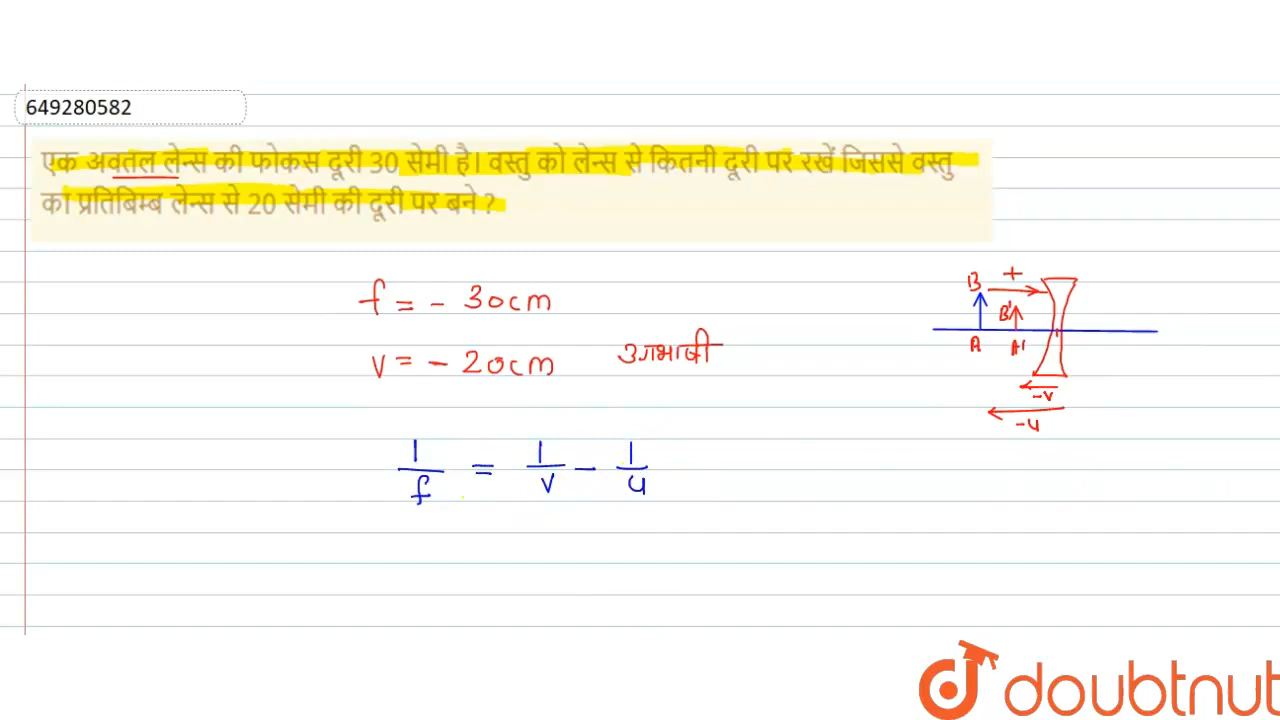 649280582
एक अवतल लेन्स की फोकस दूरी 30 सेमी है। वस्तु को लेन्स से कितनी दूरी पर रखें जिससे वस्तु
का प्रतिबिम्ब लेन्स से 20 सेमी की दूरी पर बने ?
f = - 30cm
v = - 20cm
1/f = 1/v - 1/u
B +
B'
A A'
-v
-u
doubtnut